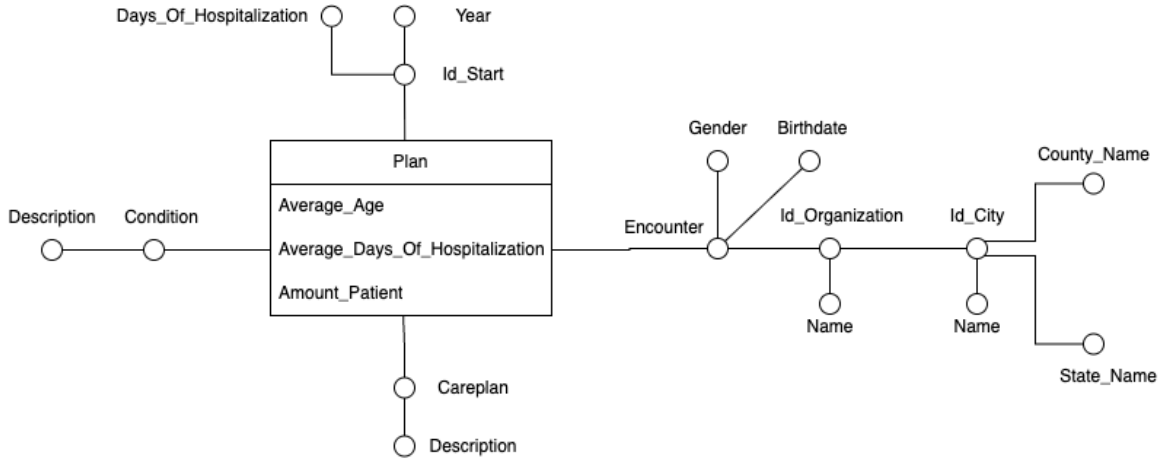 Days_Of_Hospitalization
Year
Id_Start
Gender
Birthdate
County_Name
Plan
Average_Age
Average_Days_Of_Hospitalization
Amount_Patient
Description
Condition
Encounter
Id_Organization
Id_City
Name
Name
State_Name
Careplan
Description